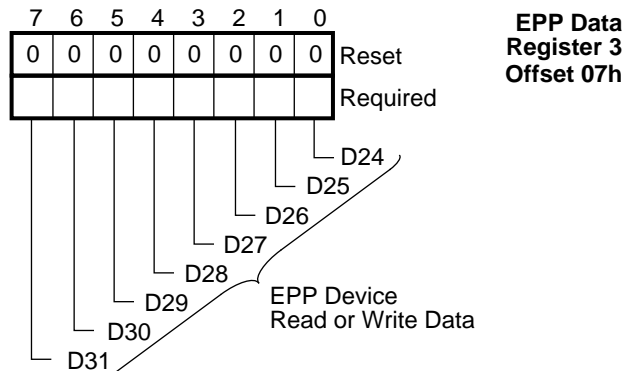 7 6 5 4 3 2 1 0
EPP Data
Register 3
Offset 07h
0 0 0 0 0 0 0 0 Reset
Required
D24
D25
D26
D27
D28
D29
D30
D31
EPP Device
Read or Write Data